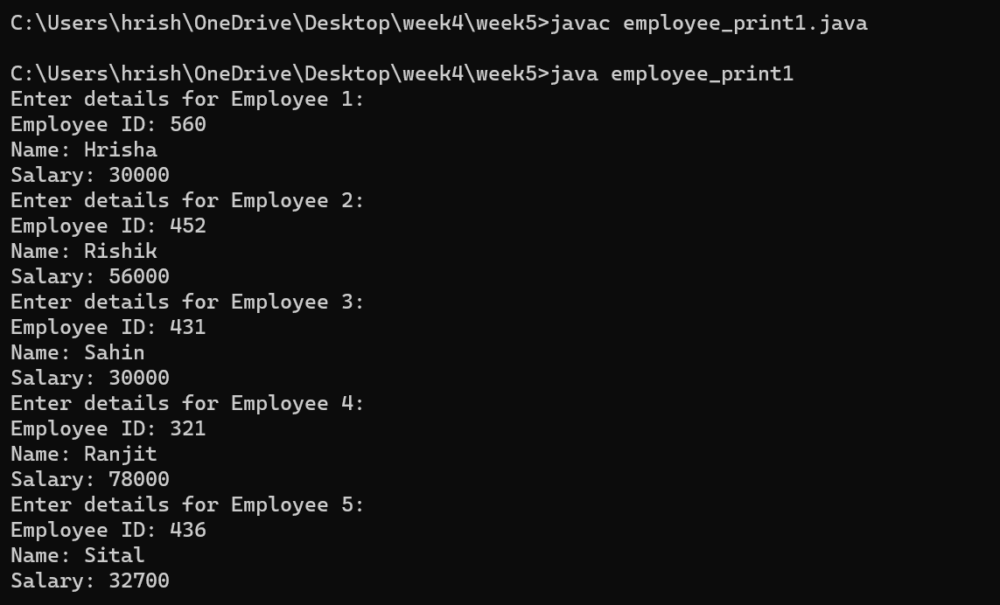 C:\Users\hrish\OneDrive\Desktop\week4\week5>javac employee_print1.java
C:\Users\hrish\OneDrive\Desktop\week4\week5>java employee_print1
Enter details for Employee 1:
Employee ID: 560
Name: Hrisha
Salary: 30000
Enter details for Employee 2:
Employee ID: 452
Name: Rishik
Salary: 56000
Enter details for Employee 3:
Employee ID: 431
Name: Sahin
Salary: 30000
Enter details for Employee 4:
Employee ID: 321
Name: Ranjit
Salary: 78000
Enter details for Employee 5:
Employee ID: 436
Name: Sital
Salary: 32700